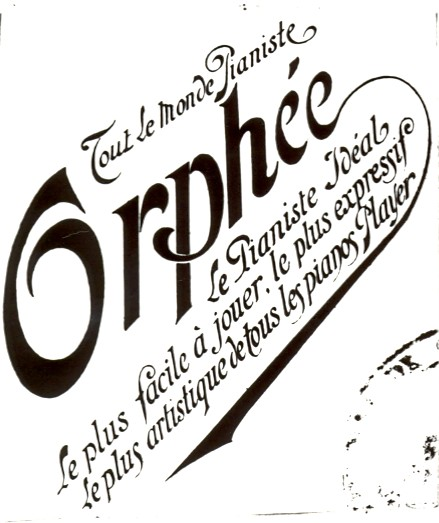 Tout Le Monde Pianiste
Orphée
Le Pianiste Idéal
Le plus facile à jouer, le plus expressif
Le plus artistique de tous les pianos Player